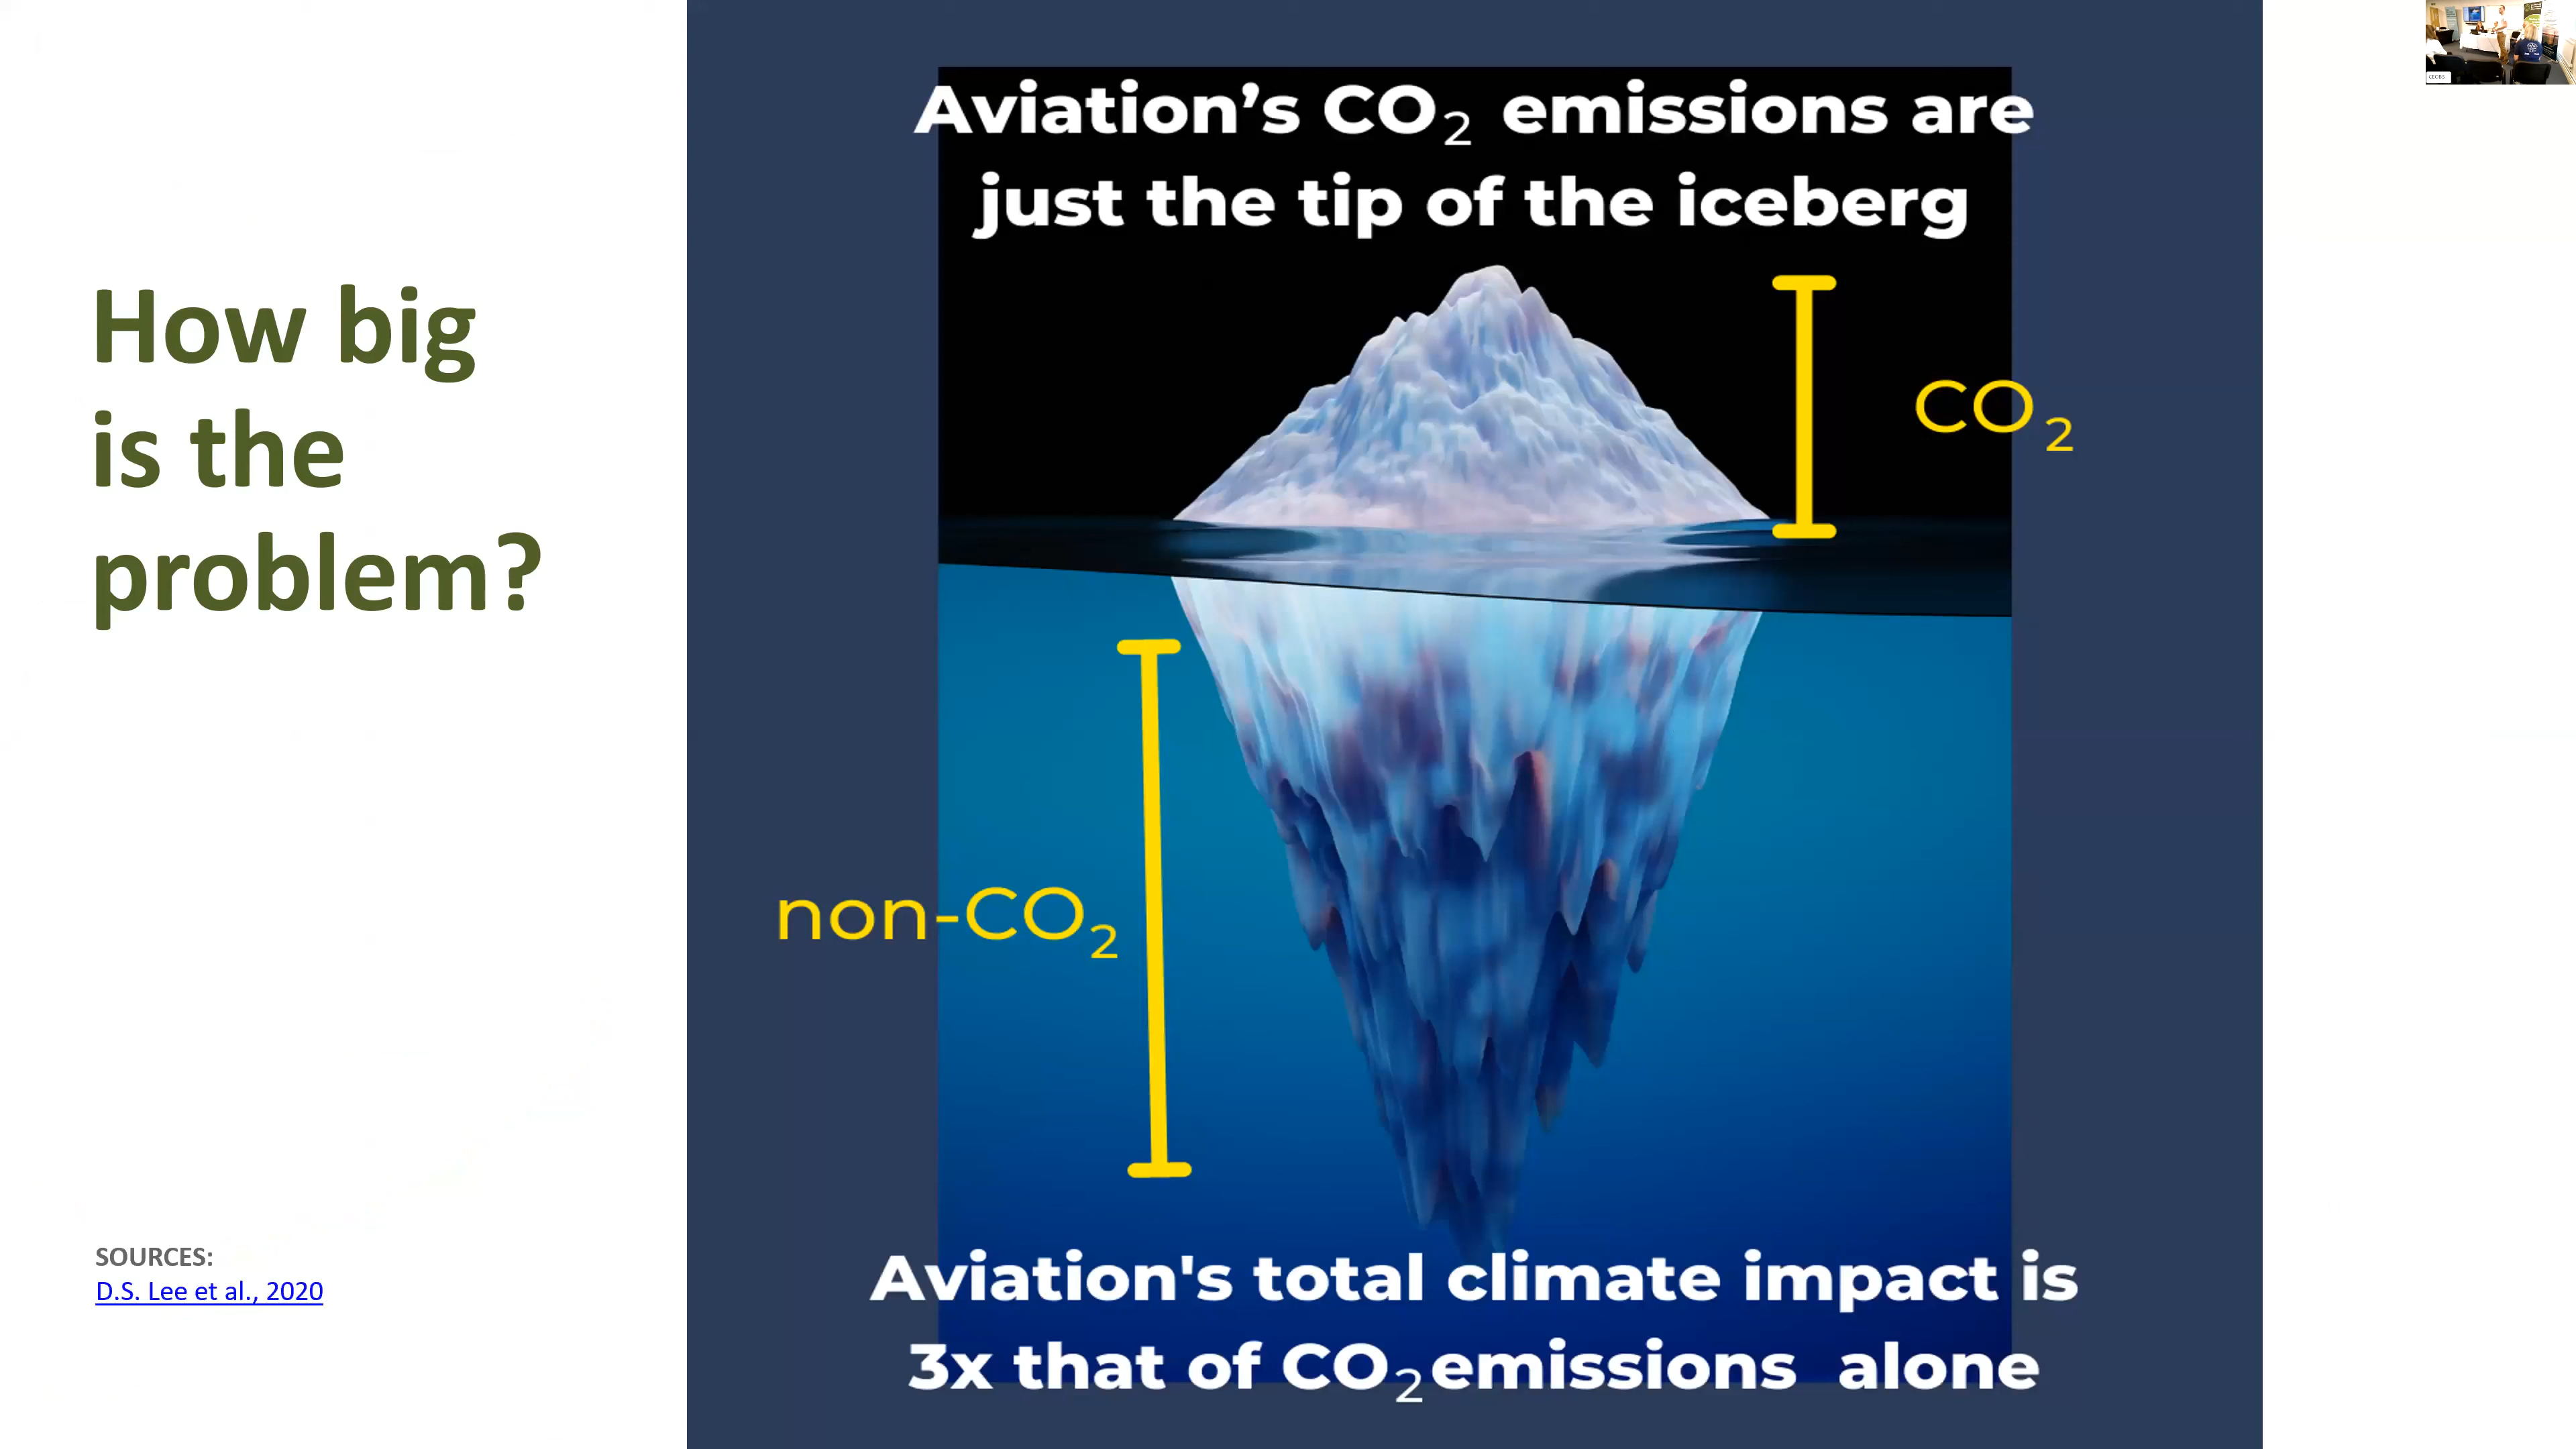 How big
is the
problem?
SOURCES:
D.S. Lee et al., 2020
Aviation’s CO₂ emissions are
just the tip of the iceberg
CO₂
non-CO₂
Aviation's total climate impact is
3x that of CO₂ emissions alone